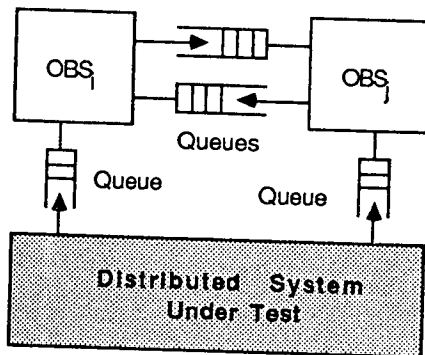 OBSi
OBSj
Queues
Queue
Queue
Distributed System
Under Test